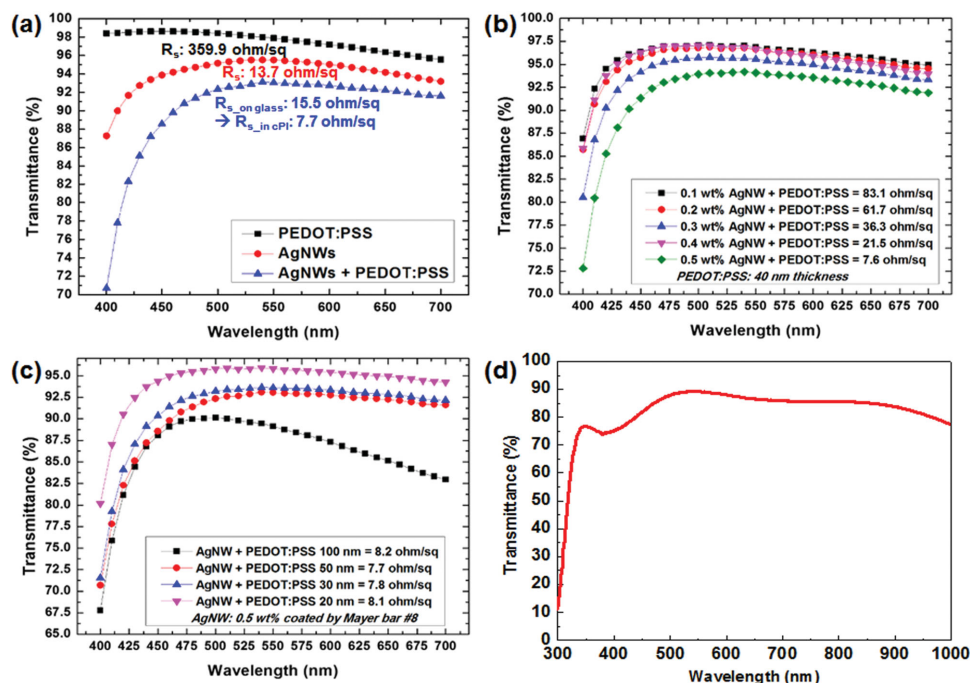 (a)
100
98
96
94
92
90
88
86
84
82
80
78
76
74
72
70
Transmittance (%)
Rs: 359.9 ohm/sq
Rs: 13.7 ohm/sq
Rs_on glass: 15.5 ohm/sq
→ Rs_in cPI: 7.7 ohm/sq
PEDOT:PSS
AgNWs
AgNWs + PEDOT:PSS
400 450 500 550 600 650 700
Wavelength (nm)
(b)
100.0
97.5
95.0
92.5
90.0
87.5
85.0
82.5
80.0
77.5
75.0
72.5
70.0
Transmittance (%)
0.1 wt% AgNW + PEDOT:PSS = 83.1 ohm/sq
0.2 wt% AgNW + PEDOT:PSS = 61.7 ohm/sq
0.3 wt% AgNW + PEDOT:PSS = 36.3 ohm/sq
0.4 wt% AgNW + PEDOT:PSS = 21.5 ohm/sq
0.5 wt% AgNW + PEDOT:PSS = 7.6 ohm/sq
PEDOT:PSS: 40 nm thickness
400 450 500 550 600 650 700
Wavelength (nm)
(c)
95.0
92.5
90.0
87.5
85.0
82.5
80.0
77.5
75.0
72.5
70.0
67.5
65.0
Transmittance (%)
AgNW + PEDOT:PSS 100 nm = 8.2 ohm/sq
AgNW + PEDOT:PSS 50 nm = 7.7 ohm/sq
AgNW + PEDOT:PSS 30 nm = 7.8 ohm/sq
AgNW + PEDOT:PSS 20 nm = 8.1 ohm/sq
AgNW: 0.5 wt% coated by Mayer bar #8
400 450 500 550 600 650 700
Wavelength (nm)
(d)
100
90
80
70
60
50
40
30
20
10
0
Transmittance (%)
300 400 500 600 700 800 900 1000
Wavelength (nm)